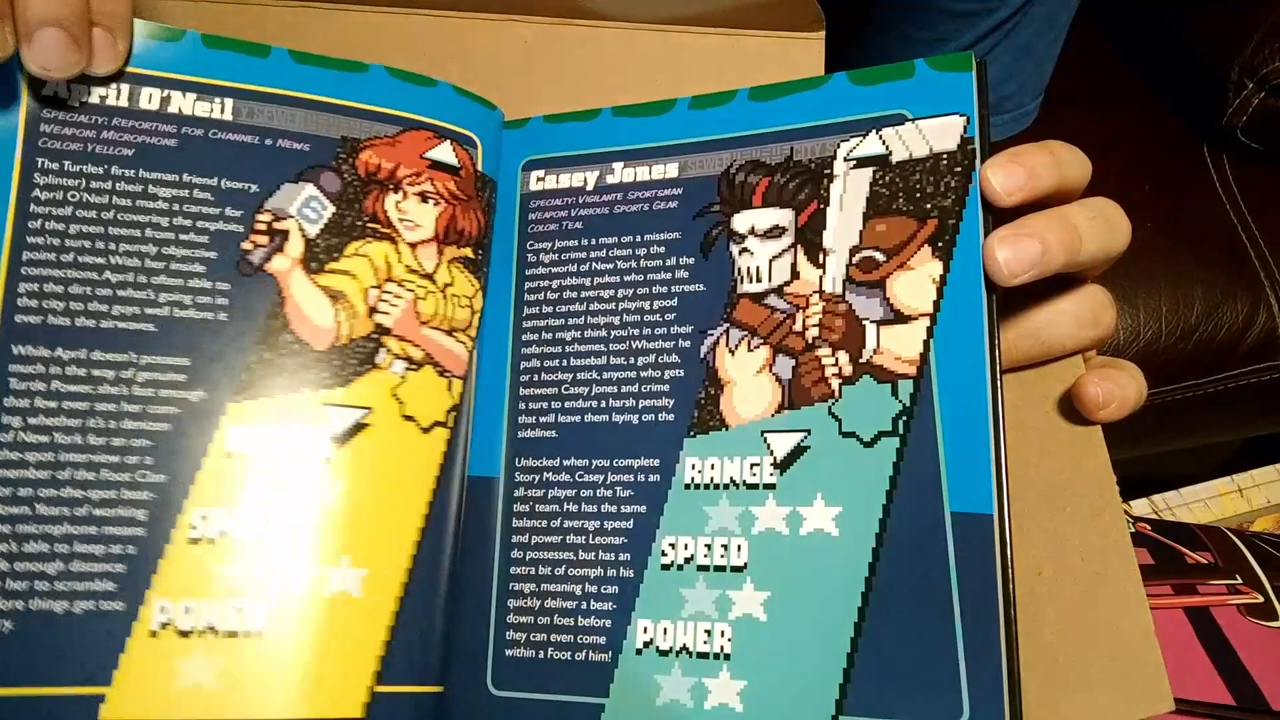 April O'Neil
Specialty: Reporting for Channel 6 News
Weapon: Microphone
Color: Yellow
The Turtles' first human friend (sorry,
Splinter) and their biggest fan,
April O'Neil has made a career for
herself out of covering the exploits
of the green teens from what
we're sure is a purely objective
point of view. With her inside
connections, April is often able to
get the dirt on what's going on in
the city to the guys well before it
ever hits the airwaves.
While April doesn't possess
much in the way of genuine
Turtle Power, she's
that few ever see her com-
ing, whether it's a denizen
of New York for an on-
the-spot interview or a
member of the Foot Clan
for an on-the-spot beat-
down. Years of working
microphone means
able to keep at a
enough distance
her to scramble
things get too
6
POWER
Casey Jones
SEWER CITY
Specialty: Vigilante Sportsman
Weapon: Various Sports Gear
Color: Teal
Casey Jones is a man on a mission:
To fight crime and clean up the
underworld of New York from all the
purse-grubbing pukes who make life
hard for the average guy on the streets.
Just be careful about playing good
samaritan and helping him out, or
else he might think you're in on their
nefarious schemes, too! Whether he
pulls out a baseball bat, a golf club,
or a hockey stick, anyone who gets
between Casey Jones and crime
is sure to endure a harsh penalty
that will leave them laying on the
sidelines.
Unlocked when you complete
Story Mode, Casey Jones is an
all-star player on the Tur-
tles' team. He has the same
balance of average speed
and power that Leonar-
do possesses, but has an
extra bit of oomph in his
range, meaning he can
quickly deliver a beat-
down on foes before
they can even come
within a Foot of him!
RANGE
SPEED
POWER